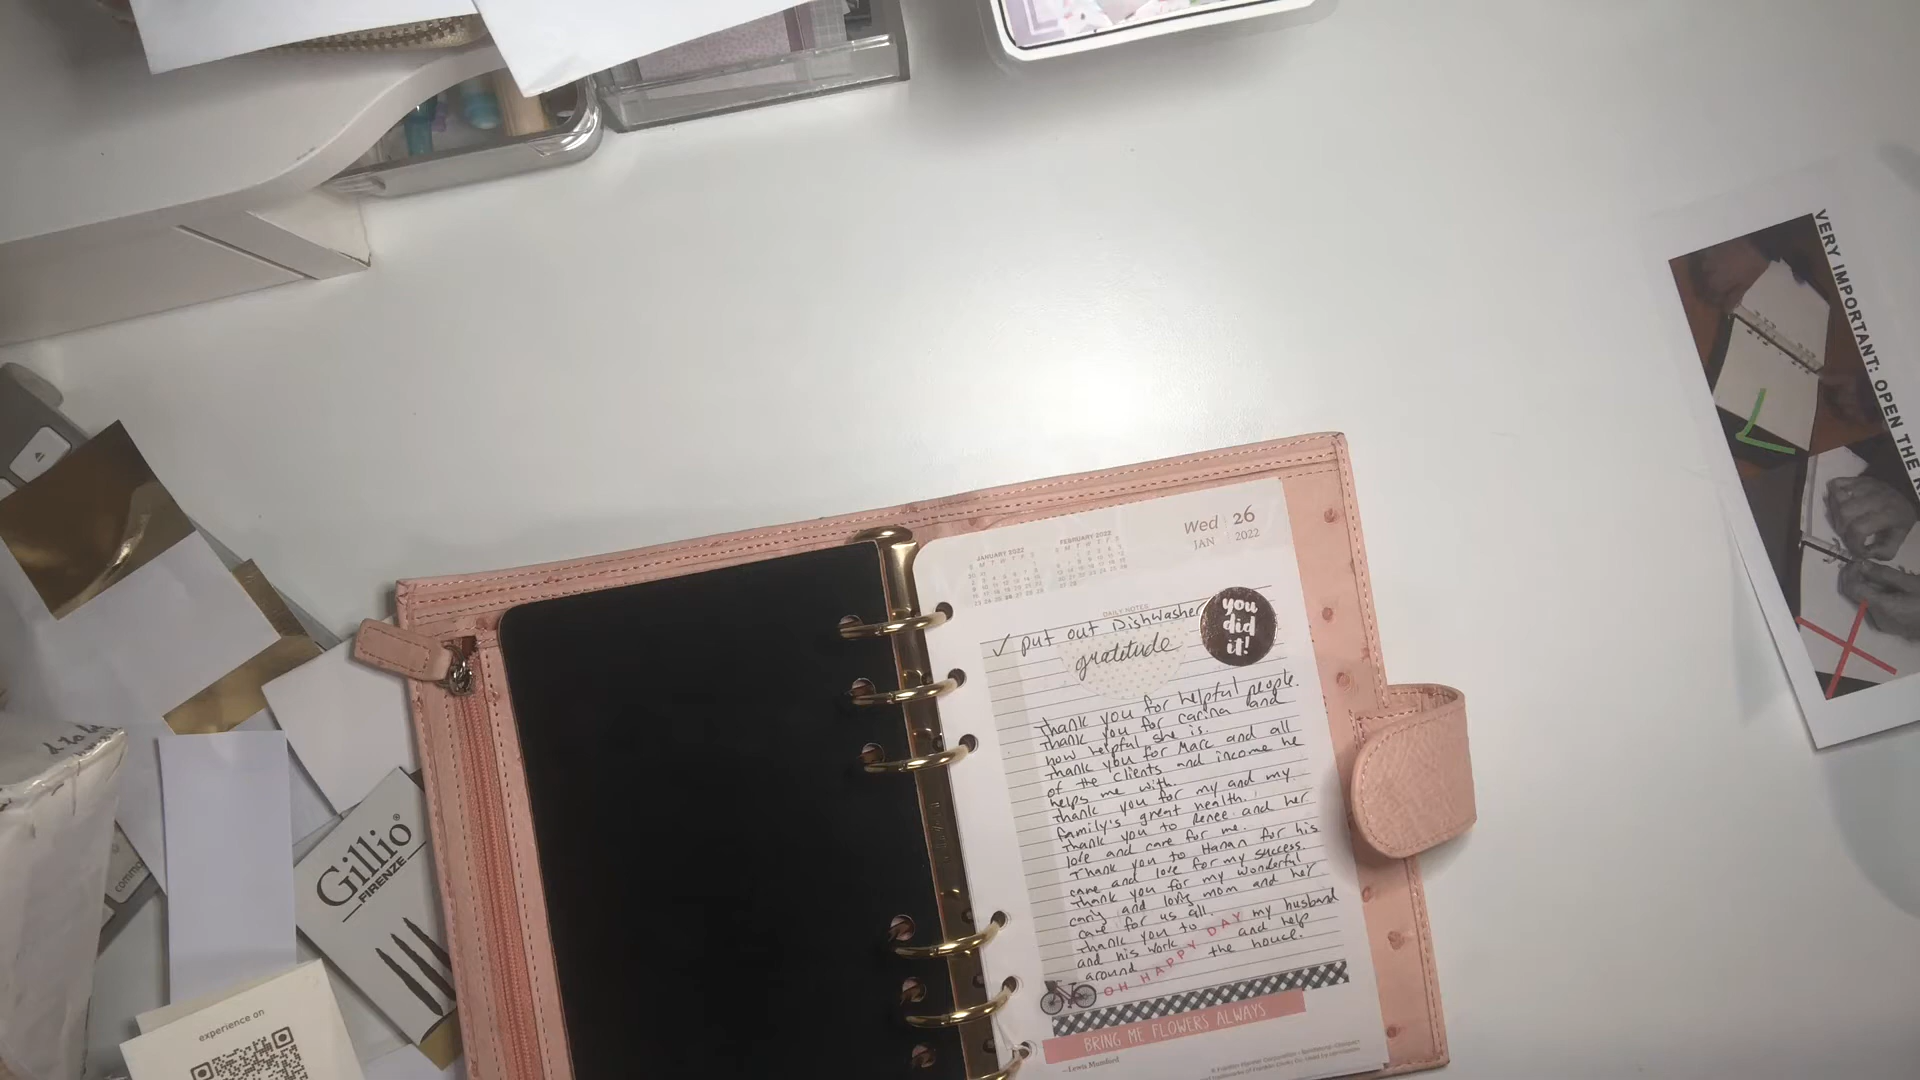 VERY IMPORTANT: OPEN THE
Wed 26
JAN 2022
JANUARY 2022
FEBRUARY 2022
DAILY NOTES
✓ put out Dishwasher
you
did
it!
gratitude
Thank you for helpful people.
Thank you for carina and
how helpful she is.
Thank you for Marc and all
of the clients and income he
helps me with.
Thank you for my and my
family's great health.
Thank you to Renee and her
love and care for me.
Thank you to Hanan for his
care and love for my success.
Thank you for my wonderful
cariy and lovig mom and her
care for us all.
Thank you to my husband
and his work and help
around the house.
OH HAPPY DAY
BRING ME FLOWERS ALWAYS
—Lewis Mumford
Gillio
FIRENZE
experience on